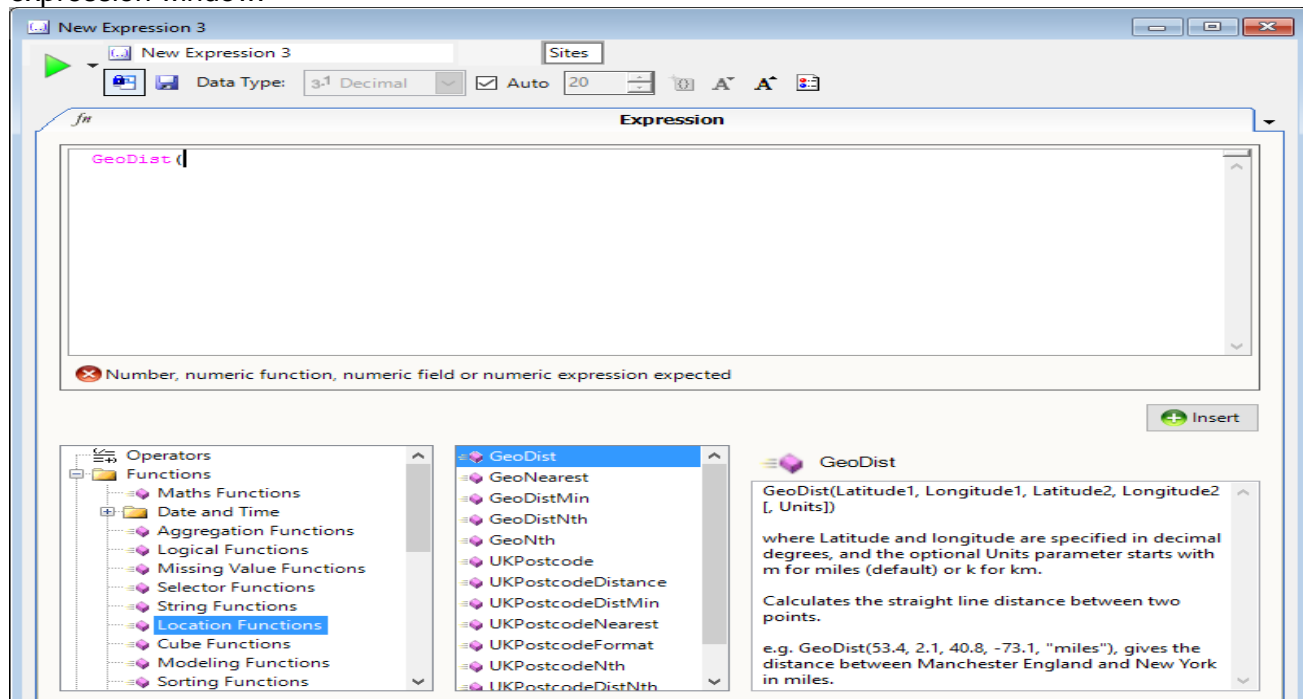 New Expression 3
New Expression 3 Sites
Data Type: 3.1 Decimal Auto 20 A A
fn Expression
GeoDist(
Number, numeric function, numeric field or numeric expression expected
Insert
Operators
Functions
Maths Functions
Date and Time
Aggregation Functions
Logical Functions
Missing Value Functions
Selector Functions
String Functions
Location Functions
Cube Functions
Modeling Functions
Sorting Functions
GeoDist
GeoNearest
GeoDistMin
GeoDistNth
GeoNth
UKPostcode
UKPostcodeDistance
UKPostcodeDistMin
UKPostcodeNearest
UKPostcodeFormat
UKPostcodeNth
UKPostcodeDistNth
GeoDist
GeoDist(Latitude1, Longitude1, Latitude2, Longitude2
[, Units])
where Latitude and longitude are specified in decimal
degrees, and the optional Units parameter starts with
m for miles (default) or k for km.
Calculates the straight line distance between two
points.
e.g. GeoDist(53.4, 2.1, 40.8, -73.1, "miles"), gives the
distance between Manchester England and New York
in miles.